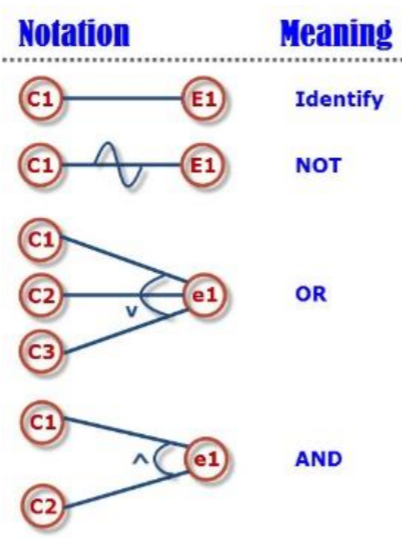 Notation Meaning
C1 E1 Identify
C1 E1 NOT
C1
C2 e1 OR
v
C3
C1
^ e1 AND
C2